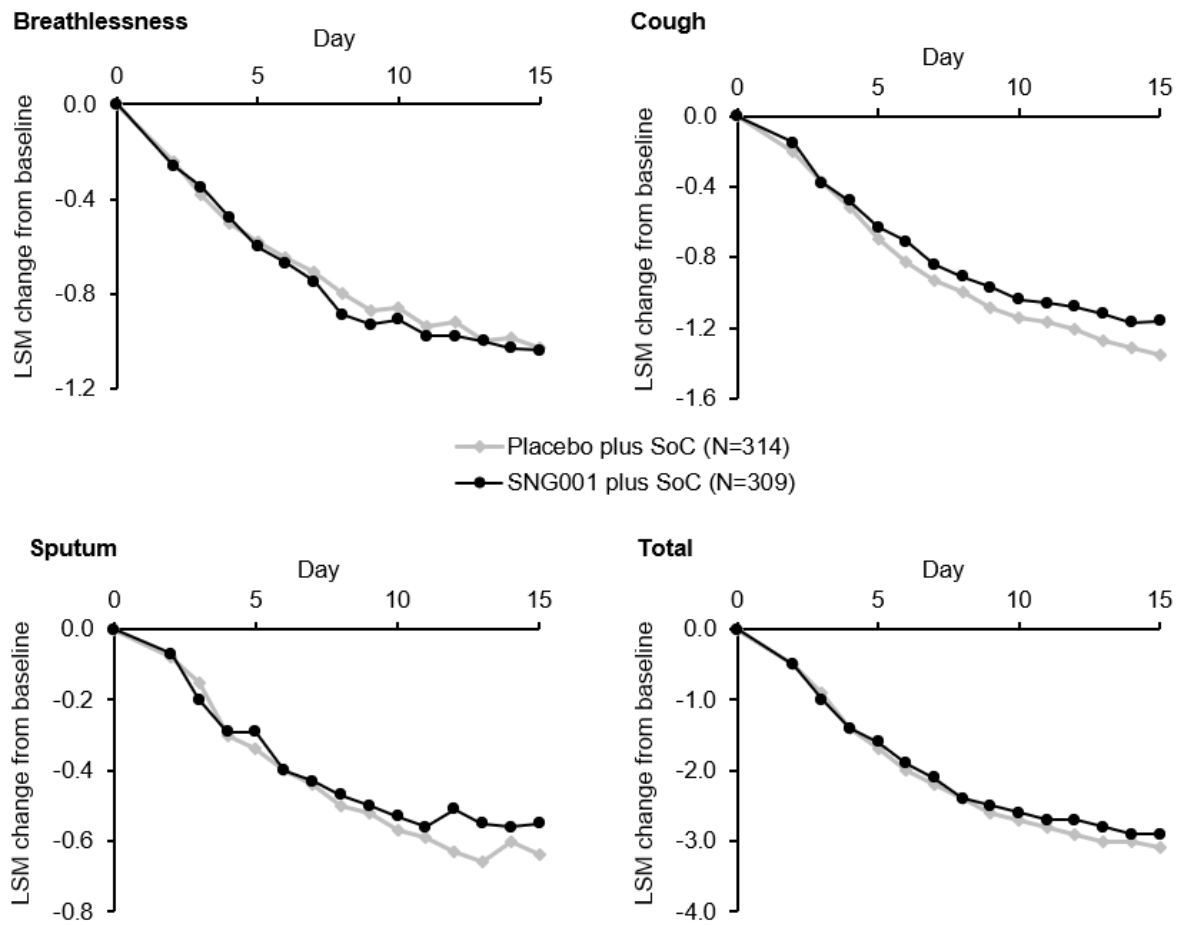 Breathlessness
Day
0 5 10 15
0.0
-0.4
-0.8
-1.2
LSM change from baseline
Cough
Day
0 5 10 15
0.0
-0.4
-0.8
-1.2
-1.6
LSM change from baseline
Placebo plus SoC (N=314)
SNG001 plus SoC (N=309)
Sputum
Day
0 5 10 15
0.0
-0.2
-0.4
-0.6
-0.8
LSM change from baseline
Total
Day
0 5 10 15
0.0
-1.0
-2.0
-3.0
-4.0
LSM change from baseline